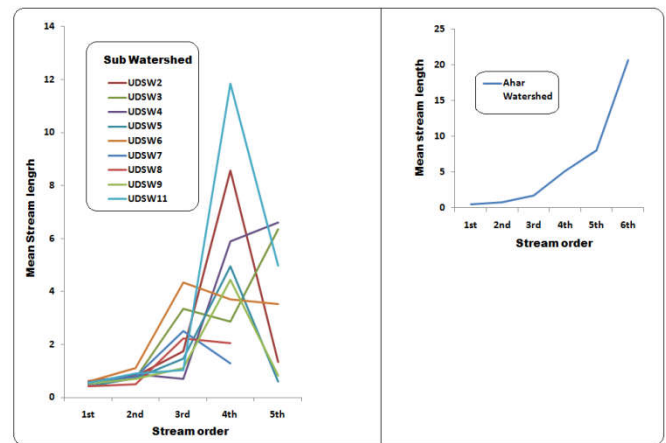 14
12
10
8
6
4
2
0
Mean Stream lengrh
Sub Watershed
UDSW2
UDSW3
UDSW4
UDSW5
UDSW6
UDSW7
UDSW8
UDSW9
UDSW11
1st 2nd 3rd 4th 5th
Stream order
25
20
15
10
5
0
Mean stream length
Ahar
Watershed
1st 2nd 3rd 4th 5th 6th
Stream order